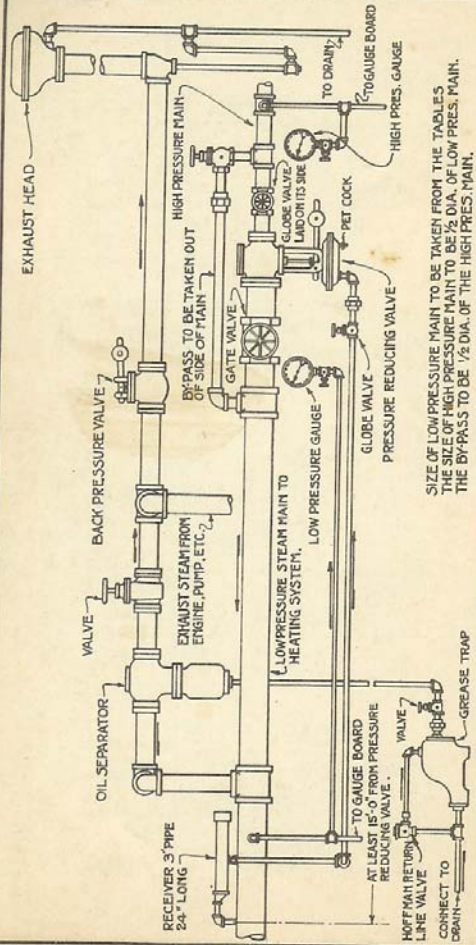 EXHAUST HEAD
BACK PRESSURE VALVE
VALVE
OIL SEPARATOR
EXHAUST STEAM FROM
ENGINE, PUMP, ETC.
BY-PASS TO BE TAKEN OUT
OF SIDE OF MAIN
HIGH PRESSURE MAIN
TO DRAIN
TO GAUGE BOARD
GATE VALVE
GLOBE VALVE
LAID ON ITS SIDE
HIGH PRES. GAUGE
PET COCK
RECEIVER 3" PIPE
24" LONG
LOW PRESSURE STEAM MAIN TO
HEATING SYSTEM.
LOW PRESSURE GAUGE
GLOBE VALVE
PRESSURE REDUCING VALVE
TO GAUGE BOARD
AT LEAST 15'-0" FROM PRESSURE
REDUCING VALVE.
HOFFMAN RETURN
LINE VALVE
CONNECT TO
DRAIN
VALVE
GREASE TRAP
SIZE OF LOW PRESSURE MAIN TO BE TAKEN FROM THE TABLES
THE SIZE OF HIGH PRESSURE MAIN TO BE 1/2 DIA. OF LOW PRES. MAIN.
THE BY-PASS TO BE 1/2 DIA. OF THE HIGH PRES. MAIN.